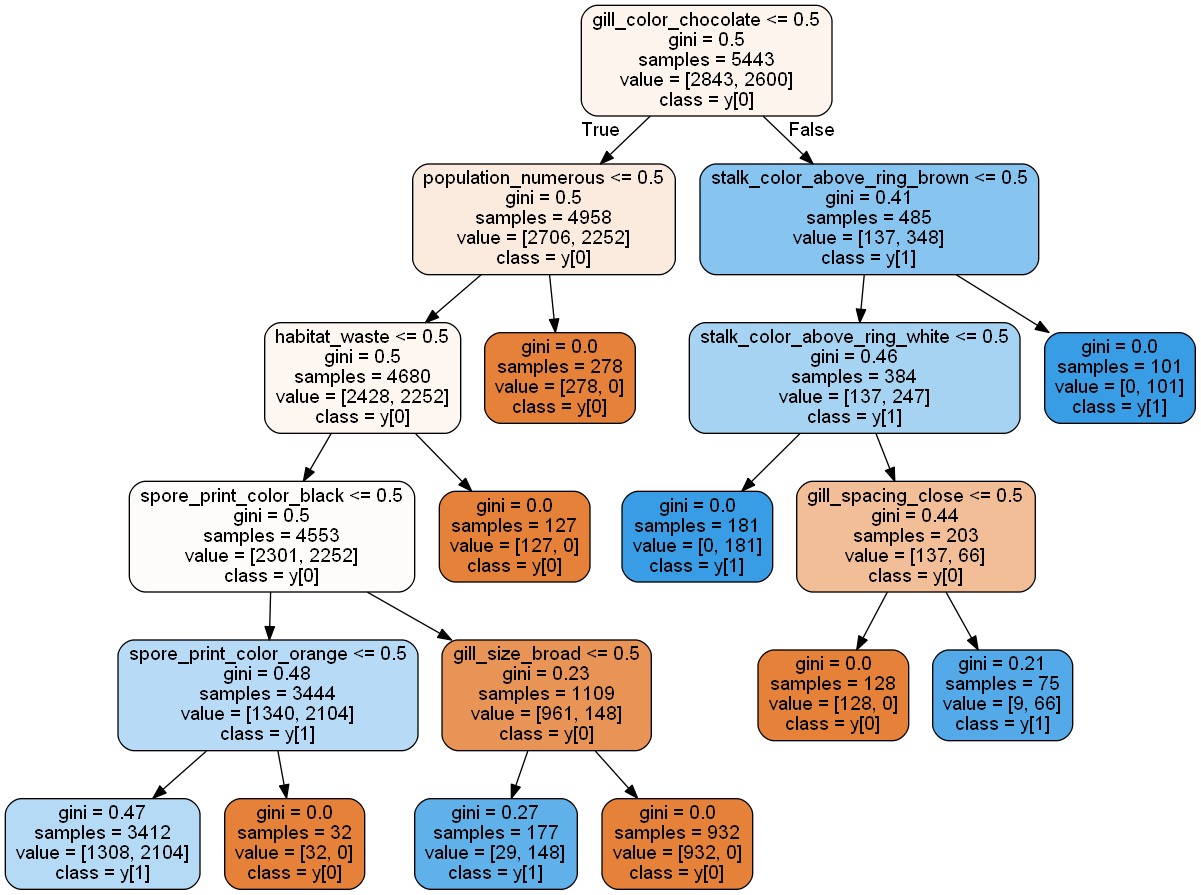 gill_color_chocolate <= 0.5
gini = 0.5
samples = 5443
value = [2843, 2600]
class = y[0]
True
False
population_numerous <= 0.5
gini = 0.5
samples = 4958
value = [2706, 2252]
class = y[0]
stalk_color_above_ring_brown <= 0.5
gini = 0.41
samples = 485
value = [137, 348]
class = y[1]
habitat_waste <= 0.5
gini = 0.5
samples = 4680
value = [2428, 2252]
class = y[0]
gini = 0.0
samples = 278
value = [278, 0]
class = y[0]
stalk_color_above_ring_white <= 0.5
gini = 0.46
samples = 384
value = [137, 247]
class = y[1]
gini = 0.0
samples = 101
value = [0, 101]
class = y[1]
spore_print_color_black <= 0.5
gini = 0.5
samples = 4553
value = [2301, 2252]
class = y[0]
gini = 0.0
samples = 127
value = [127, 0]
class = y[0]
gini = 0.0
samples = 181
value = [0, 181]
class = y[1]
gill_spacing_close <= 0.5
gini = 0.44
samples = 203
value = [137, 66]
class = y[0]
spore_print_color_orange <= 0.5
gini = 0.48
samples = 3444
value = [1340, 2104]
class = y[1]
gill_size_broad <= 0.5
gini = 0.23
samples = 1109
value = [961, 148]
class = y[0]
gini = 0.0
samples = 128
value = [128, 0]
class = y[0]
gini = 0.21
samples = 75
value = [9, 66]
class = y[1]
gini = 0.47
samples = 3412
value = [1308, 2104]
class = y[1]
gini = 0.0
samples = 32
value = [32, 0]
class = y[0]
gini = 0.27
samples = 177
value = [29, 148]
class = y[1]
gini = 0.0
samples = 932
value = [932, 0]
class = y[0]